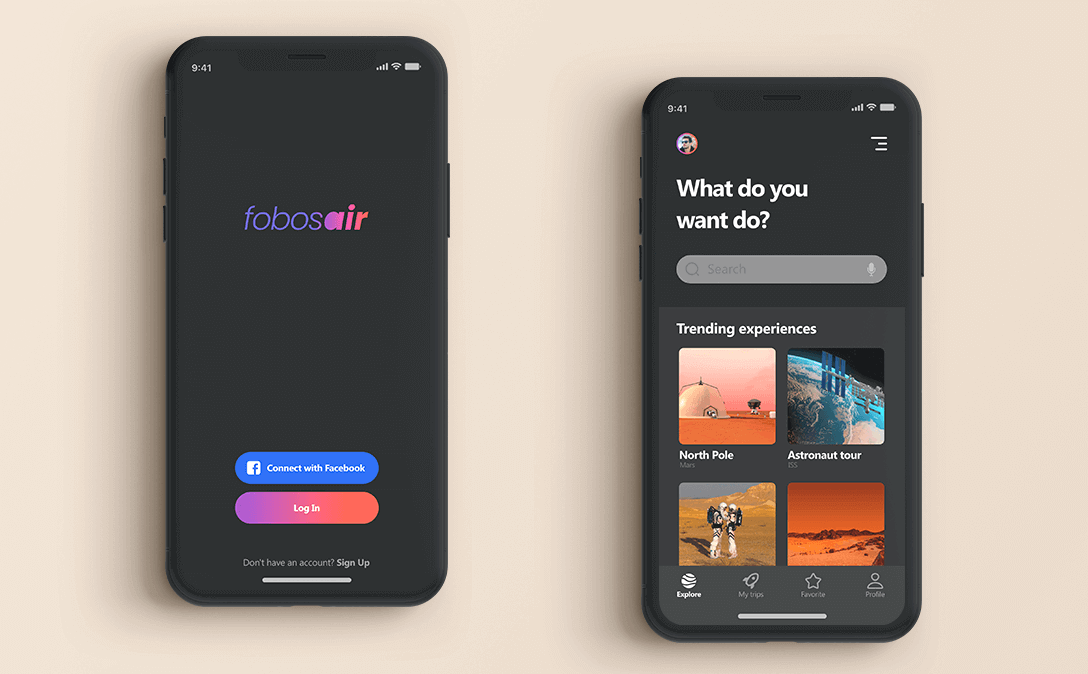 9:41
fobosair
Connect with Facebook
Log In
Don't have an account? Sign Up
9:41
What do you
want do?
Search
Trending experiences
North Pole
Mars
Astronaut tour
ISS
Explore
My trips
Favorite
Profile